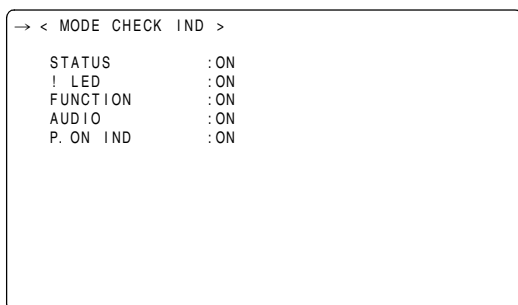 → < MODE CHECK IND >
STATUS :ON
! LED :ON
FUNCTION :ON
AUDIO :ON
P. ON IND :ON